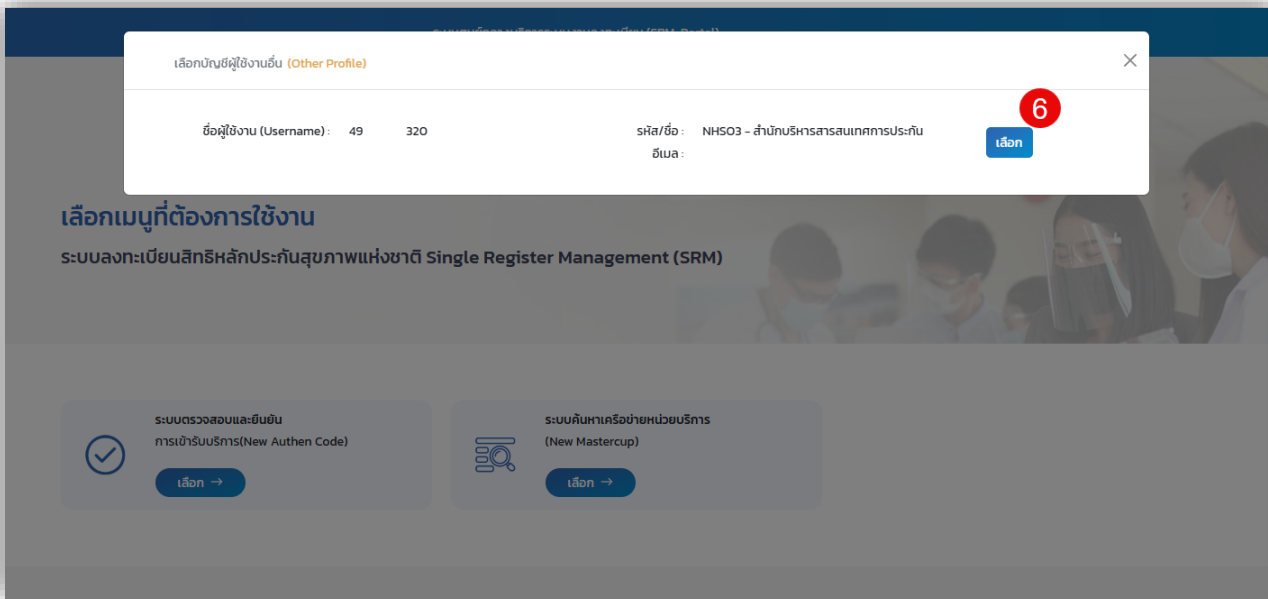 เลือกบัญชีผู้ใช้งานอื่น (Other Profile)
6
ชื่อผู้ใช้งาน (Username) : 49 320
รหัส/ชื่อ : NHSO3 - สำนักบริหารสารสนเทศการประกัน
อีเมล :
เลือก
เลือกเมนูที่ต้องการใช้งาน
ระบบลงทะเบียนสิทธิหลักประกันสุขภาพแห่งชาติ Single Register Management (SRM)
ระบบตรวจสอบและยืนยัน
การเข้ารับบริการ(New Authen Code)
เลือก →
ระบบค้นหาเครือข่ายหน่วยบริการ
(New Mastercup)
เลือก →